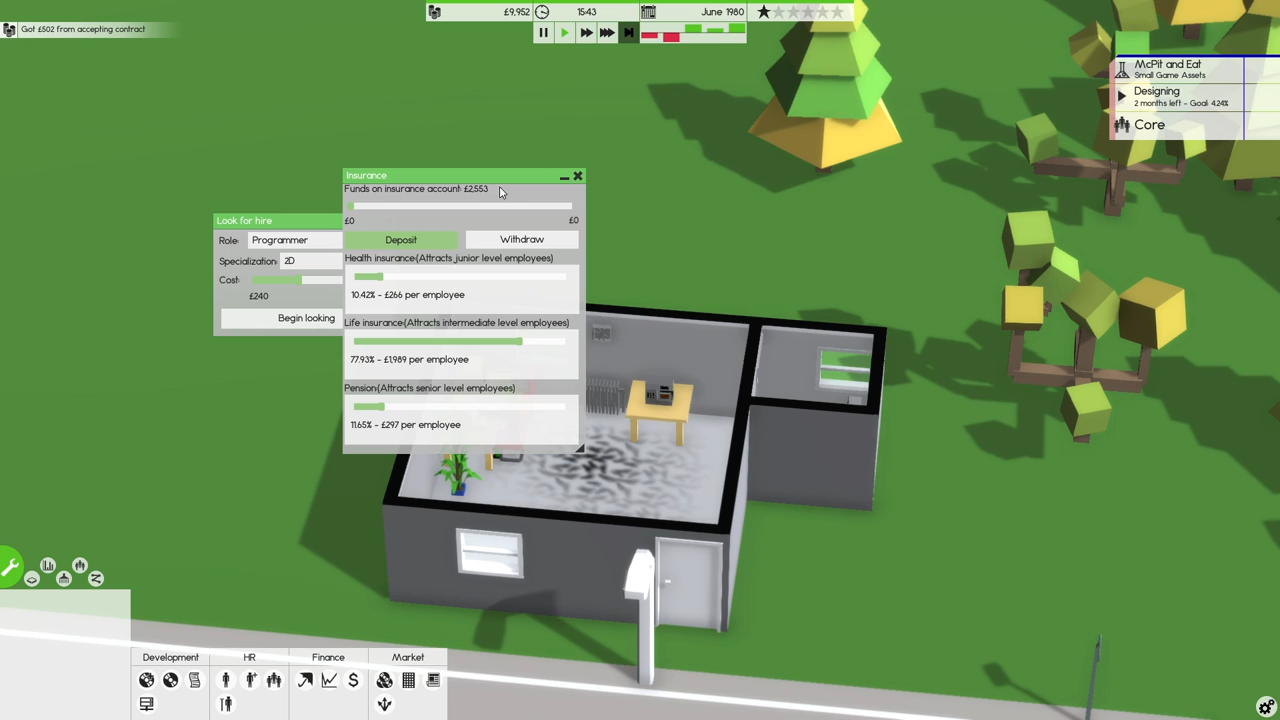 £9,952
15:43
June 1980
Got £502 from accepting contract
McPit and Eat
Small Game Assets
Designing
2 months left - Goal: 4.24%
Core
Insurance
Funds on insurance account: £2,553
£0
£0
Deposit
Withdraw
Health insurance(Attracts junior level employees)
10.42% - £266 per employee
Life insurance(Attracts intermediate level employees)
77.93% - £1,989 per employee
Pension(Attracts senior level employees)
11.65% - £297 per employee
Look for hire
Role:
Programmer
Specialization:
2D
Cost:
£240
Begin looking
Development
HR
Finance
Market